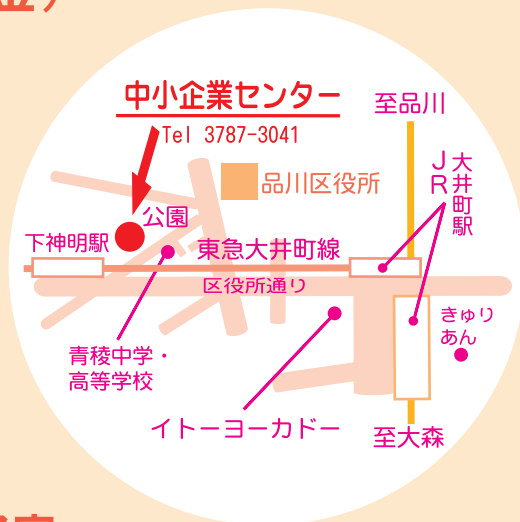 中小企業センター
Tel 3787-3041
至品川
品川区役所
JR大井町駅
公園
下神明駅
東急大井町線
区役所通り
きゅり
あん
青稜中学・
高等学校
イトーヨーカドー
至大森